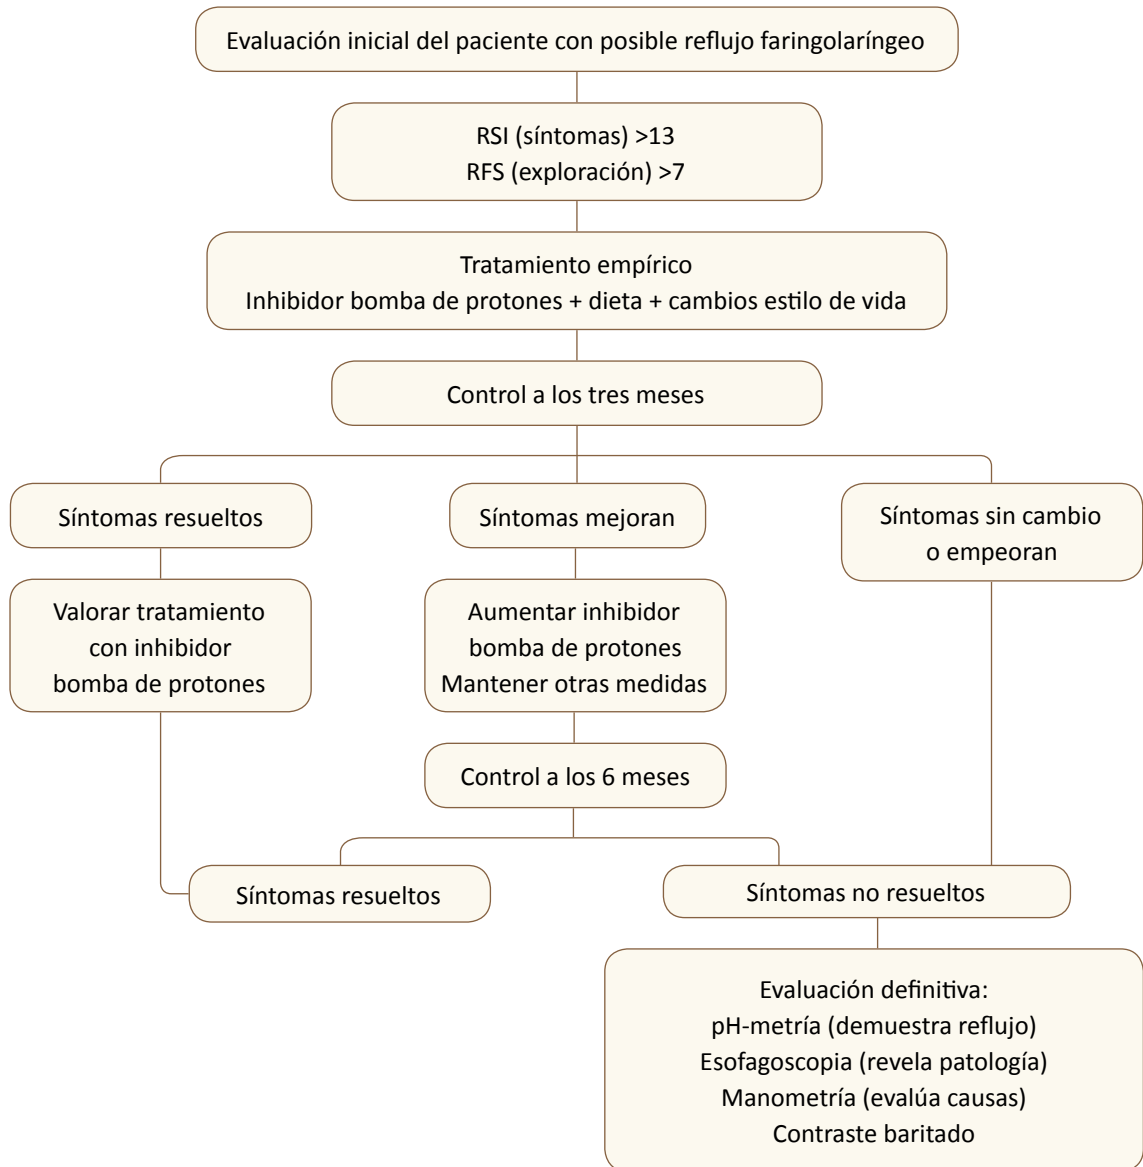 Evaluación inicial del paciente con posible reflujo faringolaríngeo
RSI (síntomas) >13
RFS (exploración) >7
Tratamiento empírico
Inhibidor bomba de protones + dieta + cambios estilo de vida
Control a los tres meses
Síntomas resueltos
Síntomas mejoran
Síntomas sin cambio
o empeoran
Valorar tratamiento
con inhibidor
bomba de protones
Aumentar inhibidor
bomba de protones
Mantener otras medidas
Control a los 6 meses
Síntomas resueltos
Síntomas no resueltos
Evaluación definitiva:
pH-metría (demuestra reflujo)
Esofagoscopia (revela patología)
Manometría (evalúa causas)
Contraste baritado